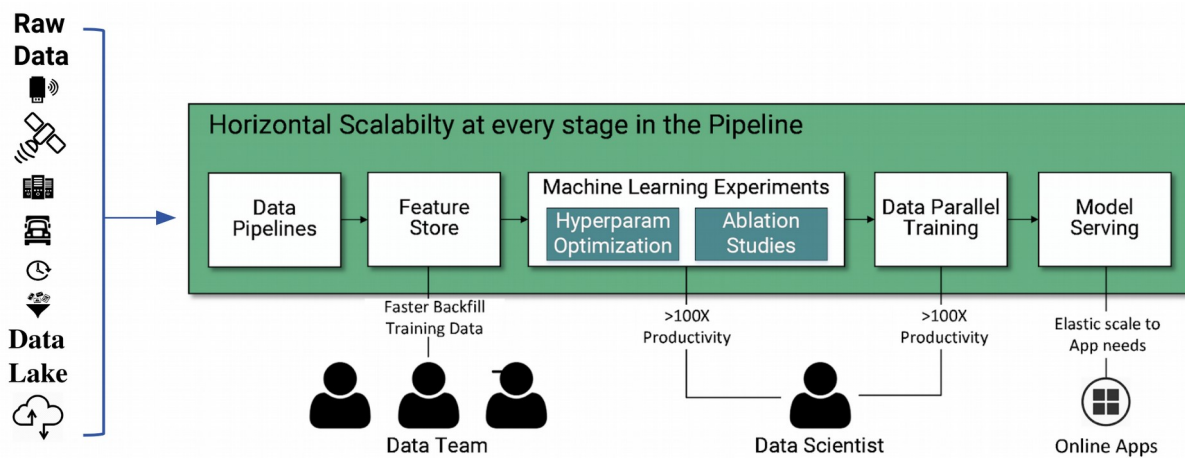 Raw
Data
Data
Lake
Horizontal Scalabilty at every stage in the Pipeline
Data
Pipelines
Feature
Store
Machine Learning Experiments
Hyperparam
Optimization
Ablation
Studies
Data Parallel
Training
Model
Serving
Faster Backfill
Training Data
>100X
Productivity
>100X
Productivity
Elastic scale to
App needs
Data Team
Data Scientist
Online Apps